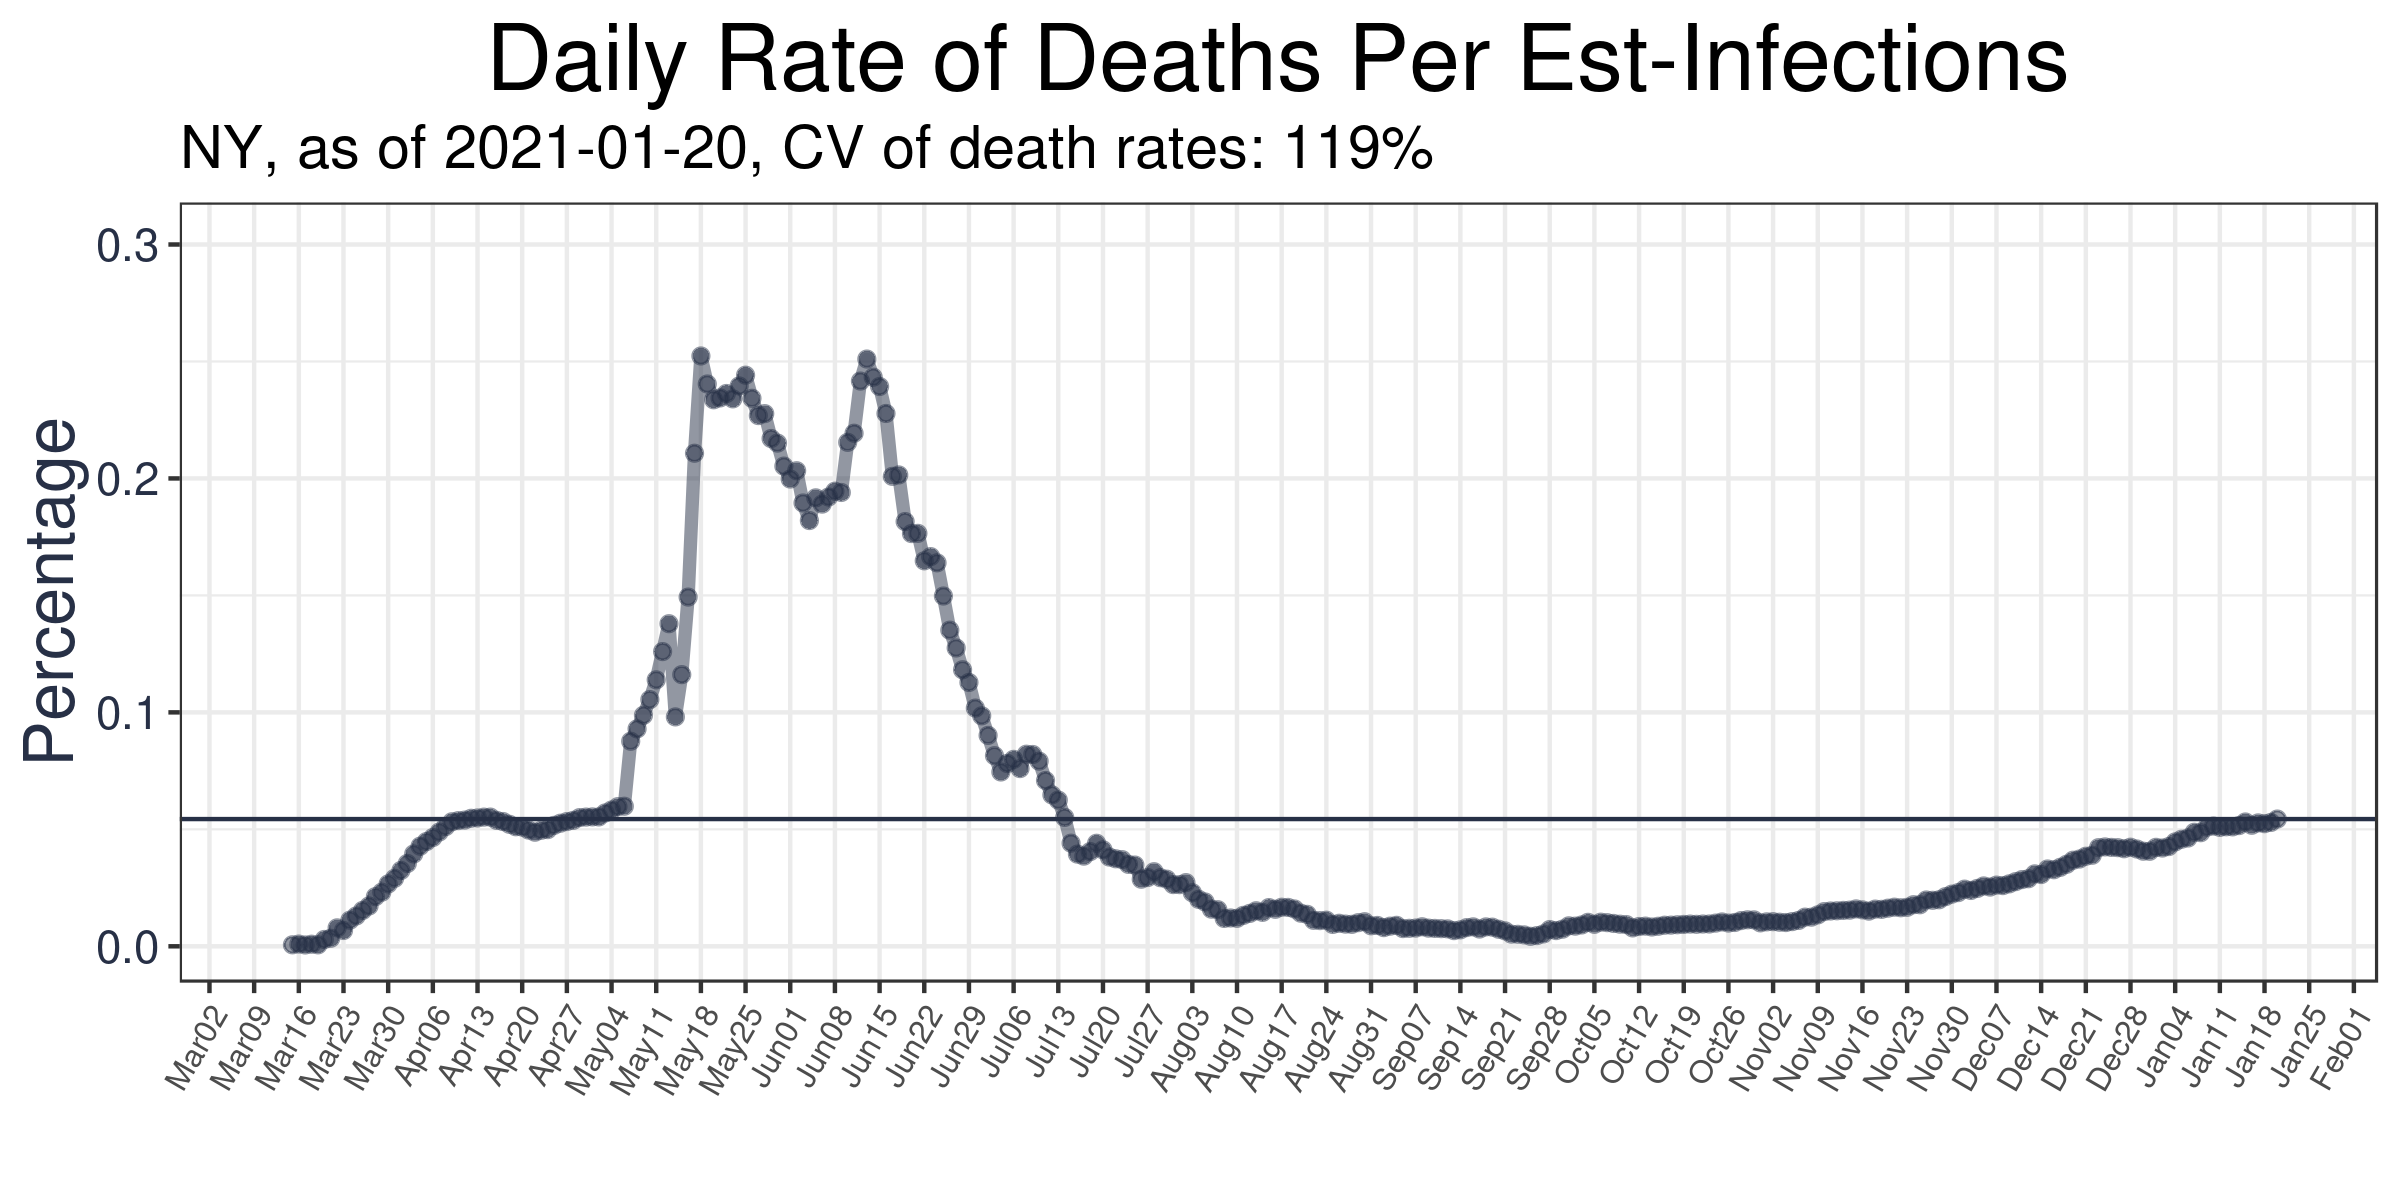 Daily Rate of Deaths Per Est-Infections
NY, as of 2021-01-20, CV of death rates: 119%
Percentage
0.3
0.2
0.1
0.0
Mar02 Mar09 Mar16 Mar23 Mar30 Apr06 Apr13 Apr20 Apr27 May04 May11 May18 May25 Jun01 Jun08 Jun15 Jun22 Jun29 Jul06 Jul13 Jul20 Jul27 Aug03 Aug10 Aug17 Aug24 Aug31 Sep07 Sep14 Sep21 Sep28 Oct05 Oct12 Oct19 Oct26 Nov02 Nov09 Nov16 Nov23 Nov30 Dec07 Dec14 Dec21 Dec28 Jan04 Jan11 Jan18 Jan25 Feb01